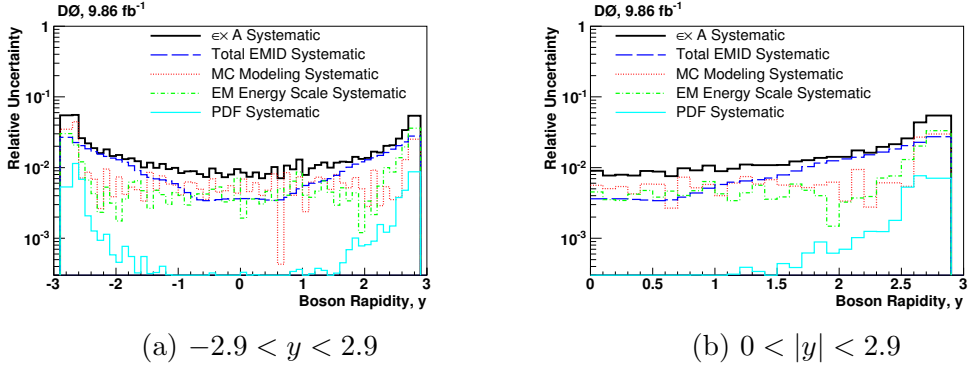 DØ, 9.86 fb⁻¹
Relative Uncertainty
1
10⁻¹
10⁻²
10⁻³
∈× A Systematic
Total EMID Systematic
MC Modeling Systematic
EM Energy Scale Systematic
PDF Systematic
-3 -2 -1 0 1 2 3
Boson Rapidity, y
(a) −2.9 < y < 2.9
DØ, 9.86 fb⁻¹
Relative Uncertainty
1
10⁻¹
10⁻²
10⁻³
∈× A Systematic
Total EMID Systematic
MC Modeling Systematic
EM Energy Scale Systematic
PDF Systematic
0 0.5 1 1.5 2 2.5 3
Boson Rapidity, y
(b) 0 < |y| < 2.9